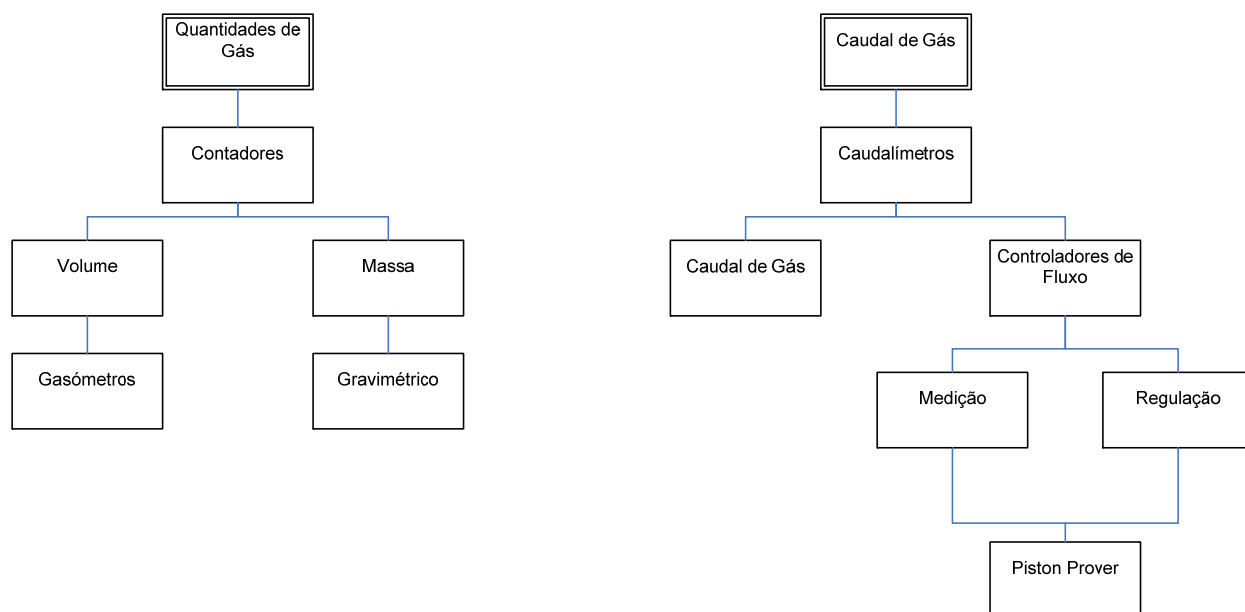 Quantidades de
Gás
Contadores
Volume
Massa
Gasómetros
Gravimétrico
Caudal de Gás
Caudalímetros
Caudal de Gás
Controladores de
Fluxo
Medição
Regulação
Piston Prover